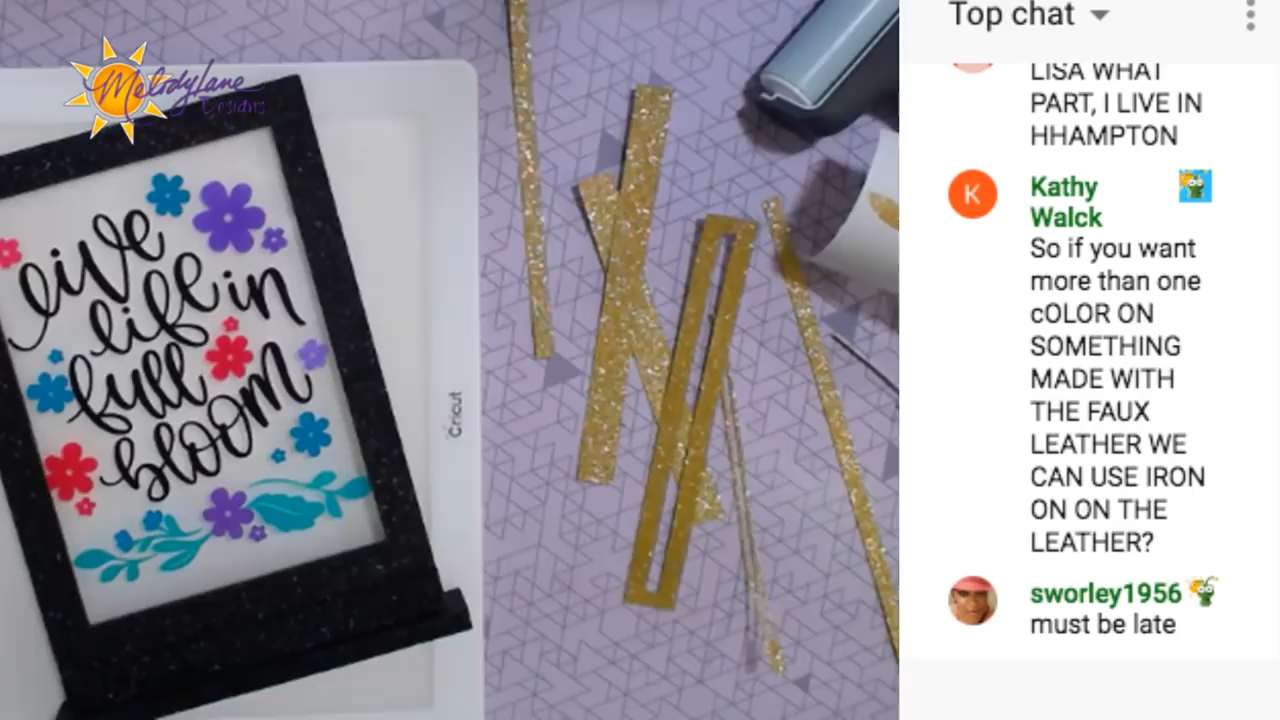 MelodyLane
Designs
live
life in
full
bloom
Cricut
Top chat
LISA WHAT
PART, I LIVE IN
HHAMPTON
K
Kathy
Walck
So if you want
more than one
cOLOR ON
SOMETHING
MADE WITH
THE FAUX
LEATHER WE
CAN USE IRON
ON ON THE
LEATHER?
sworley1956
must be late